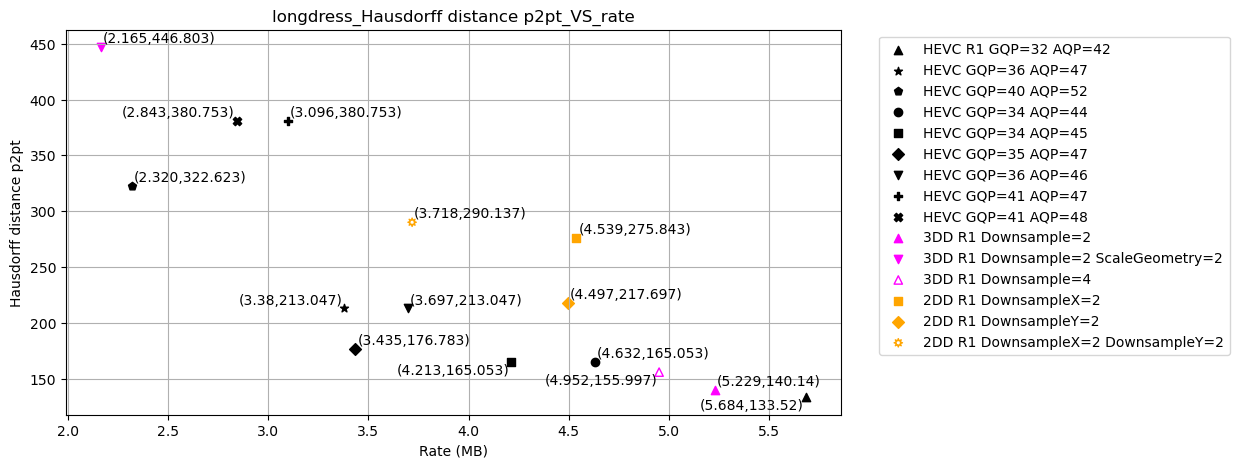 longdress_Hausdorff distance p2pt_VS_rate
Hausdorff distance p2pt
450
400
350
300
250
200
150
(2.165,446.803)
(2.843,380.753)
(3.096,380.753)
(2.320,322.623)
(3.718,290.137)
(4.539,275.843)
(3.38,213.047)
(3.697,213.047)
(4.497,217.697)
(3.435,176.783)
(4.213,165.053)
(4.632,165.053)
(4.952,155.997)
(5.229,140.14)
(5.684,133.52)
2.0 2.5 3.0 3.5 4.0 4.5 5.0 5.5
Rate (MB)
HEVC R1 GQP=32 AQP=42
HEVC GQP=36 AQP=47
HEVC GQP=40 AQP=52
HEVC GQP=34 AQP=44
HEVC GQP=34 AQP=45
HEVC GQP=35 AQP=47
HEVC GQP=36 AQP=46
HEVC GQP=41 AQP=47
HEVC GQP=41 AQP=48
3DD R1 Downsample=2
3DD R1 Downsample=2 ScaleGeometry=2
3DD R1 Downsample=4
2DD R1 DownsampleX=2
2DD R1 DownsampleY=2
2DD R1 DownsampleX=2 DownsampleY=2